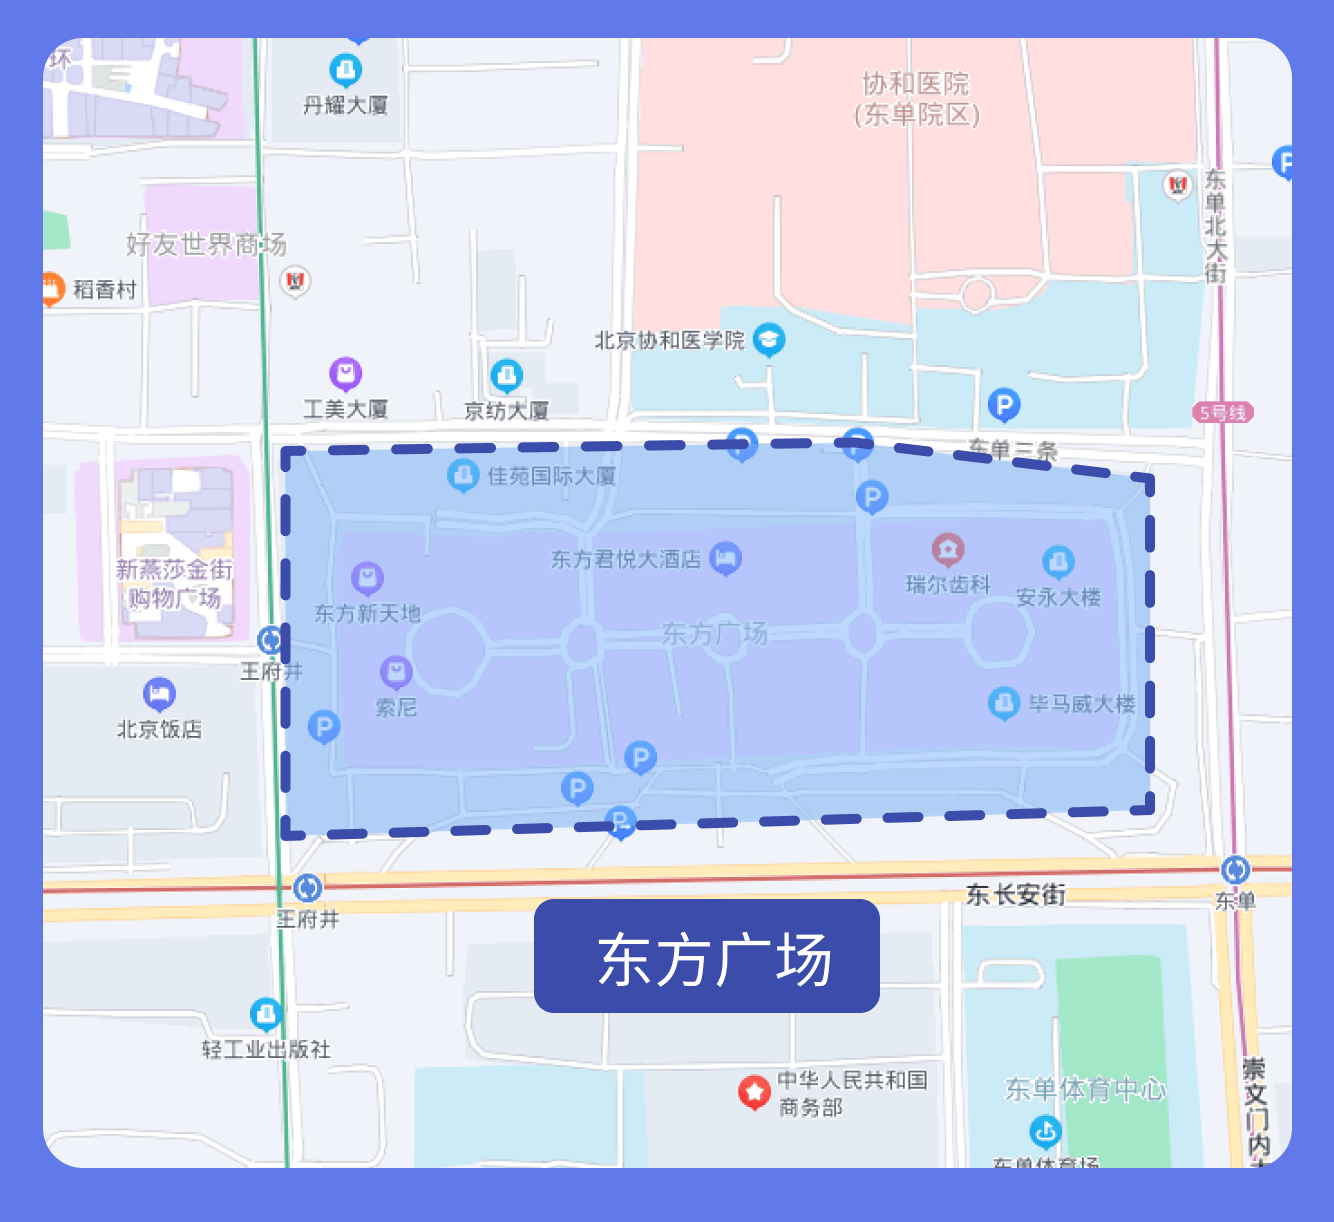 环
丹耀大厦
协和医院
(东单院区)
P
东单北大街
好友世界商场
稻香村
北京协和医学院
工美大厦
京纺大厦
P
5号线
东单三条
P
P
佳苑国际大厦
P
新燕莎金街
购物广场
东方君悦大酒店
瑞尔齿科
安永大楼
东方新天地
东方广场
王府井
索尼
毕马威大楼
北京饭店
P
P
P
P
王府井
东长安街
东单
东方广场
轻工业出版社
中华人民共和国
商务部
东单体育中心
东单体育场
崇文门内